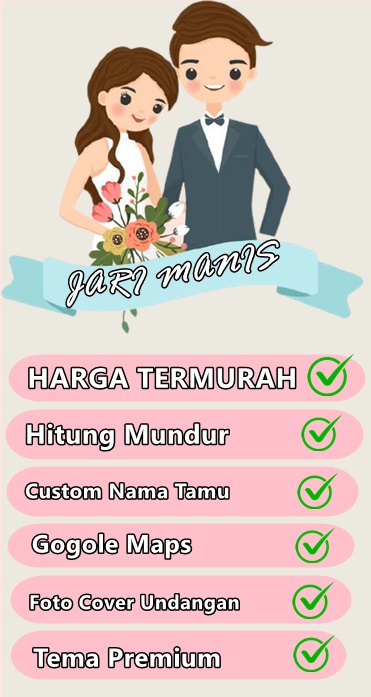 JARI MANIS
HARGA TERMURAH
Hitung Mundur
Custom Nama Tamu
Gogole Maps
Foto Cover Undangan
Tema Premium